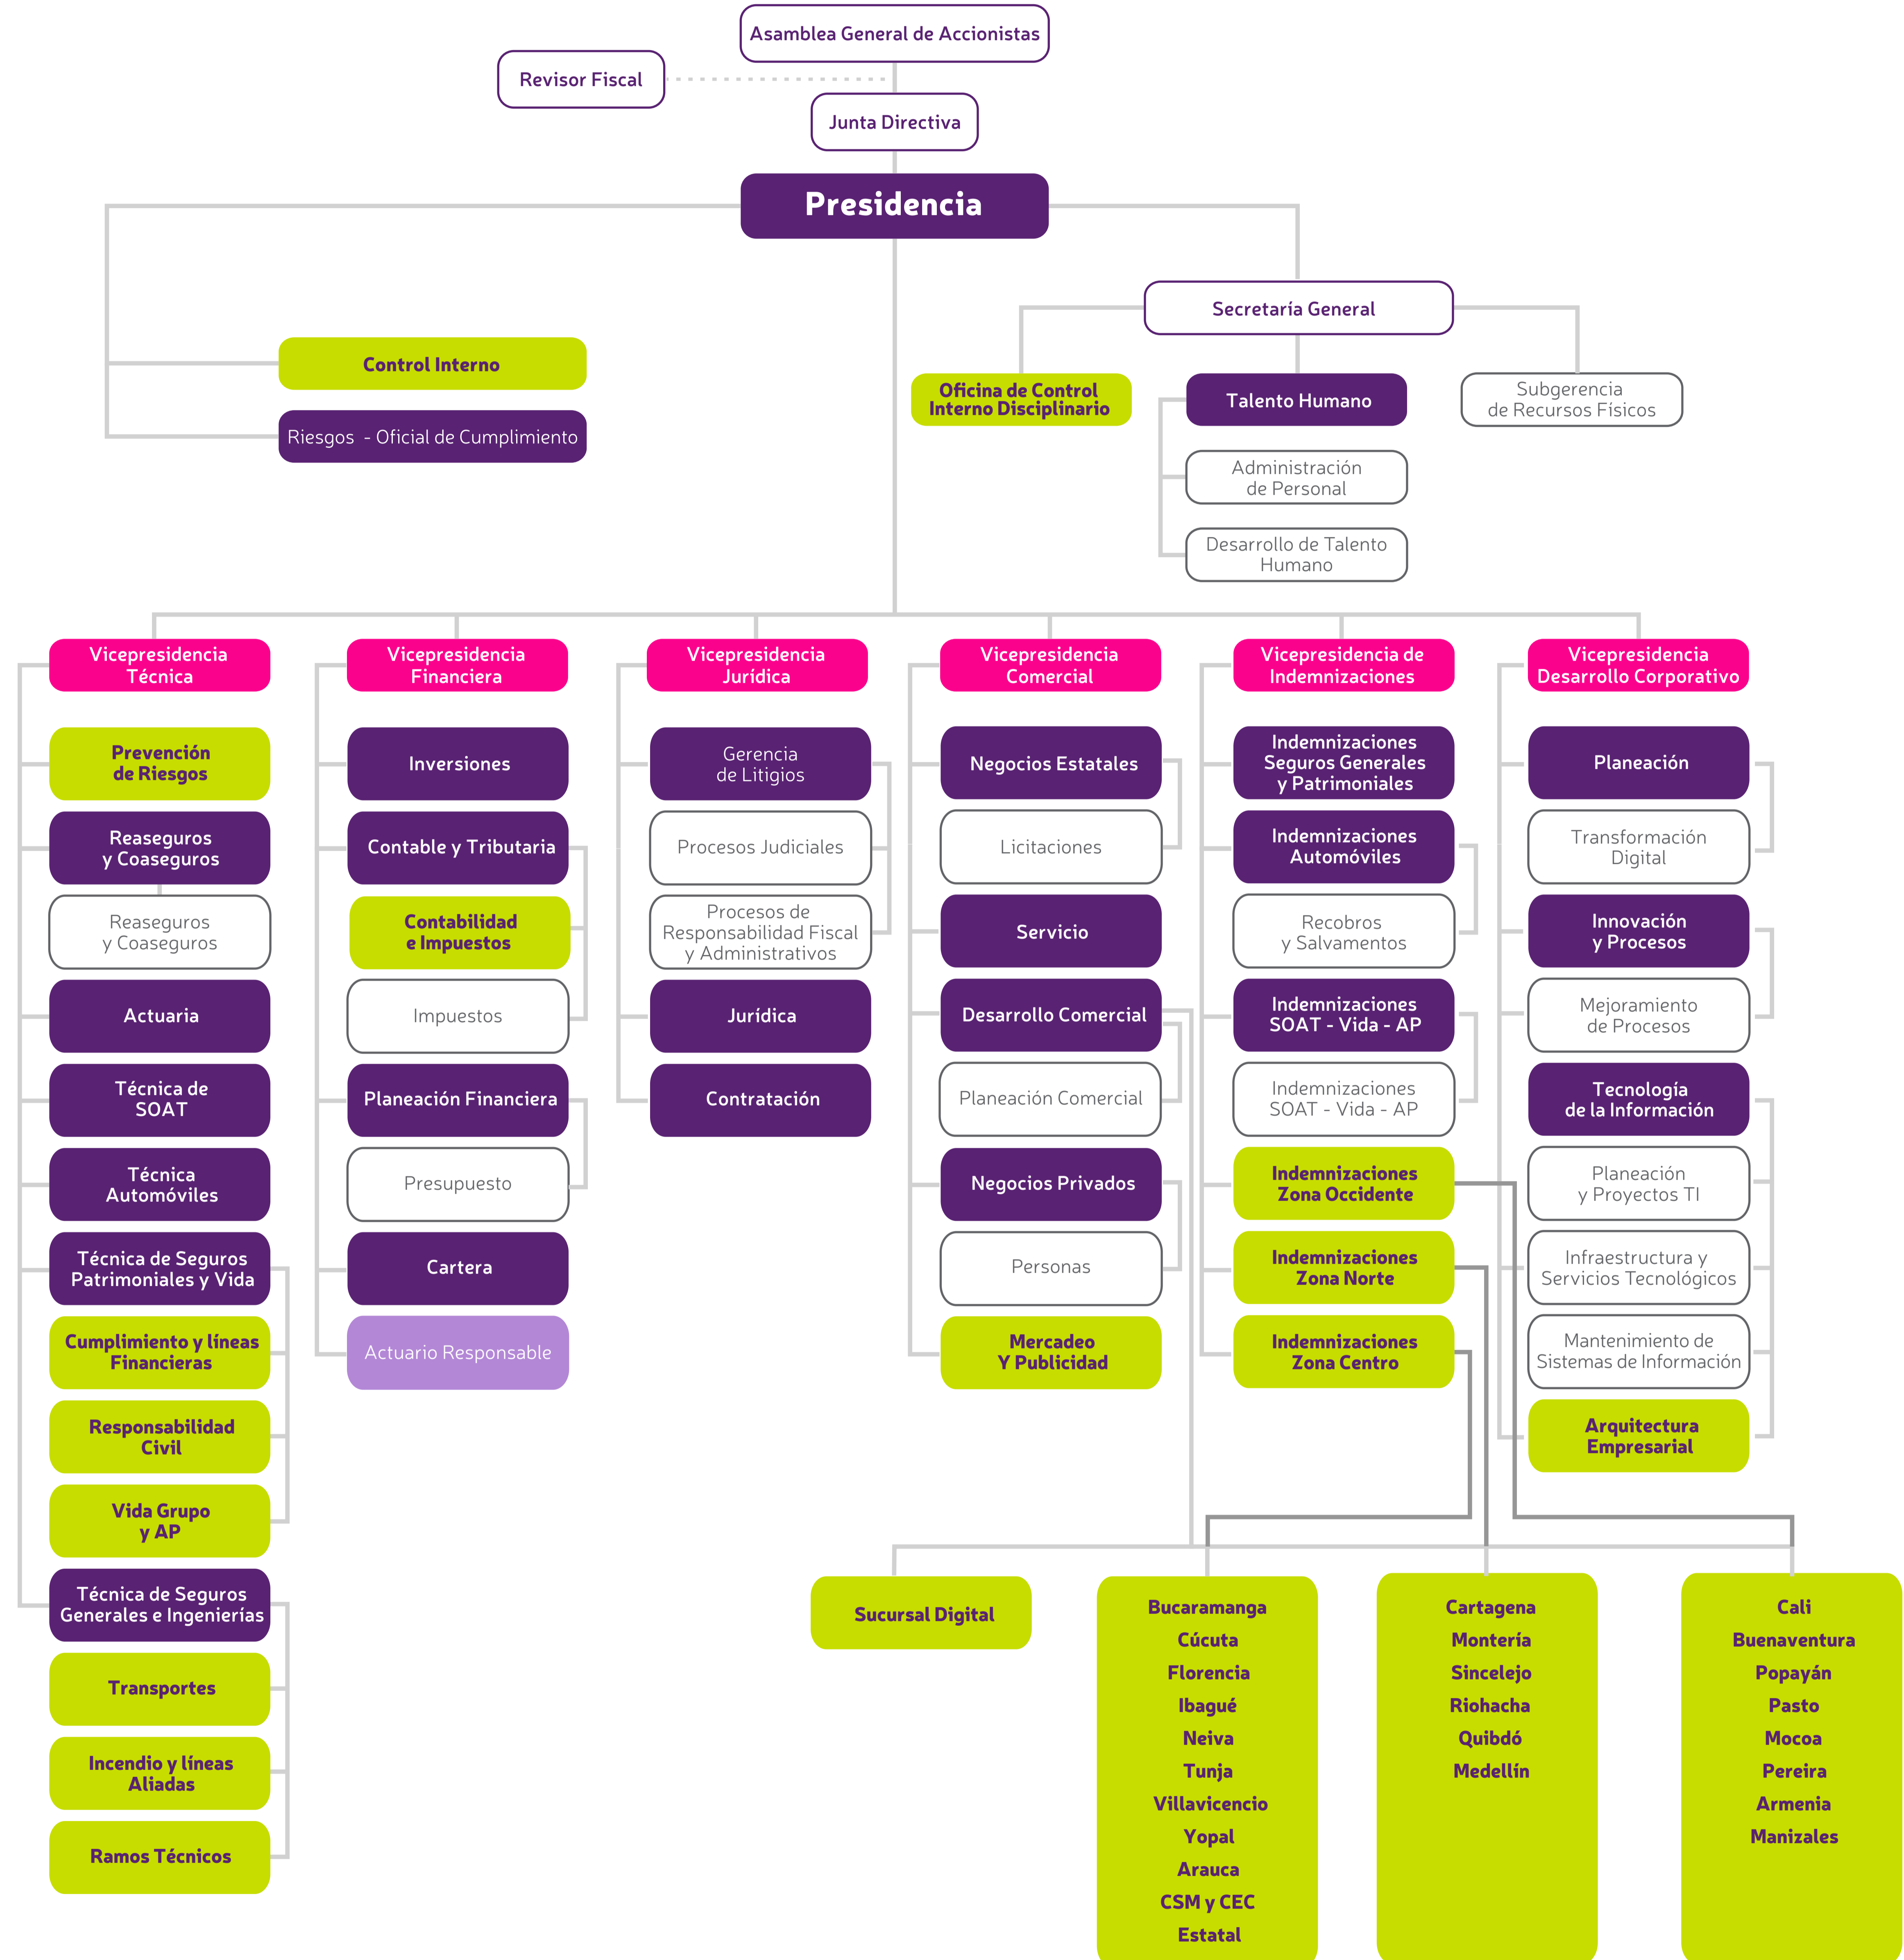 Asamblea General de Accionistas
Revisor Fiscal
Junta Directiva
Presidencia
Secretaría General
Control Interno
Riesgos - Oficial de Cumplimiento
Oficina de Control
Interno Disciplinario
Talento Humano
Subgerencia
de Recursos Físicos
Administración
de Personal
Desarrollo de Talento
Humano
Vicepresidencia
Técnica
Prevención
de Riesgos
Reaseguros
y Coaseguros
Reaseguros
y Coaseguros
Actuaria
Técnica de
SOAT
Técnica
Automóviles
Técnica de Seguros
Patrimoniales y Vida
Cumplimiento y líneas
Financieras
Responsabilidad
Civil
Vida Grupo
y AP
Técnica de Seguros
Generales e Ingenierías
Transportes
Incendio y líneas
Aliadas
Ramos Técnicos
Vicepresidencia
Financiera
Inversiones
Contable y Tributaria
Contabilidad
e Impuestos
Impuestos
Planeación Financiera
Presupuesto
Cartera
Actuario Responsable
Vicepresidencia
Jurídica
Gerencia
de Litigios
Procesos Judiciales
Procesos de
Responsabilidad Fiscal
y Administrativos
Jurídica
Contratación
Vicepresidencia
Comercial
Negocios Estatales
Licitaciones
Servicio
Desarrollo Comercial
Planeación Comercial
Negocios Privados
Personas
Mercadeo
Y Publicidad
Vicepresidencia de
Indemnizaciones
Indemnizaciones
Seguros Generales
y Patrimoniales
Indemnizaciones
Automóviles
Recobros
y Salvamentos
Indemnizaciones
SOAT - Vida - AP
Indemnizaciones
SOAT - Vida - AP
Indemnizaciones
Zona Occidente
Indemnizaciones
Zona Norte
Indemnizaciones
Zona Centro
Vicepresidencia
Desarrollo Corporativo
Planeación
Transformación
Digital
Innovación
y Procesos
Mejoramiento
de Procesos
Tecnología
de la Información
Planeación
y Proyectos TI
Infraestructura y
Servicios Tecnológicos
Mantenimiento de
Sistemas de Información
Arquitectura
Empresarial
Sucursal Digital
Bucaramanga
Cúcuta
Florencia
Ibagué
Neiva
Tunja
Villavicencio
Yopal
Arauca
CSM y CEC
Estatal
Cartagena
Montería
Sincelejo
Riohacha
Quibdó
Medellín
Cali
Buenaventura
Popayán
Pasto
Mocoa
Pereira
Armenia
Manizales